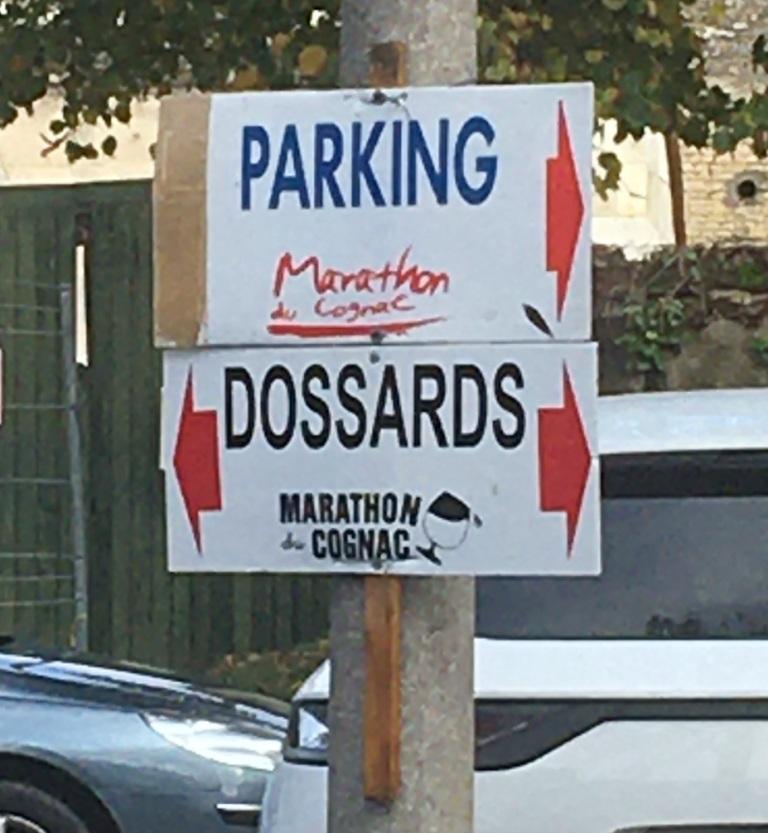 PARKING
Marathon
du Cognac
DOSSARDS
MARATHON
du COGNAC